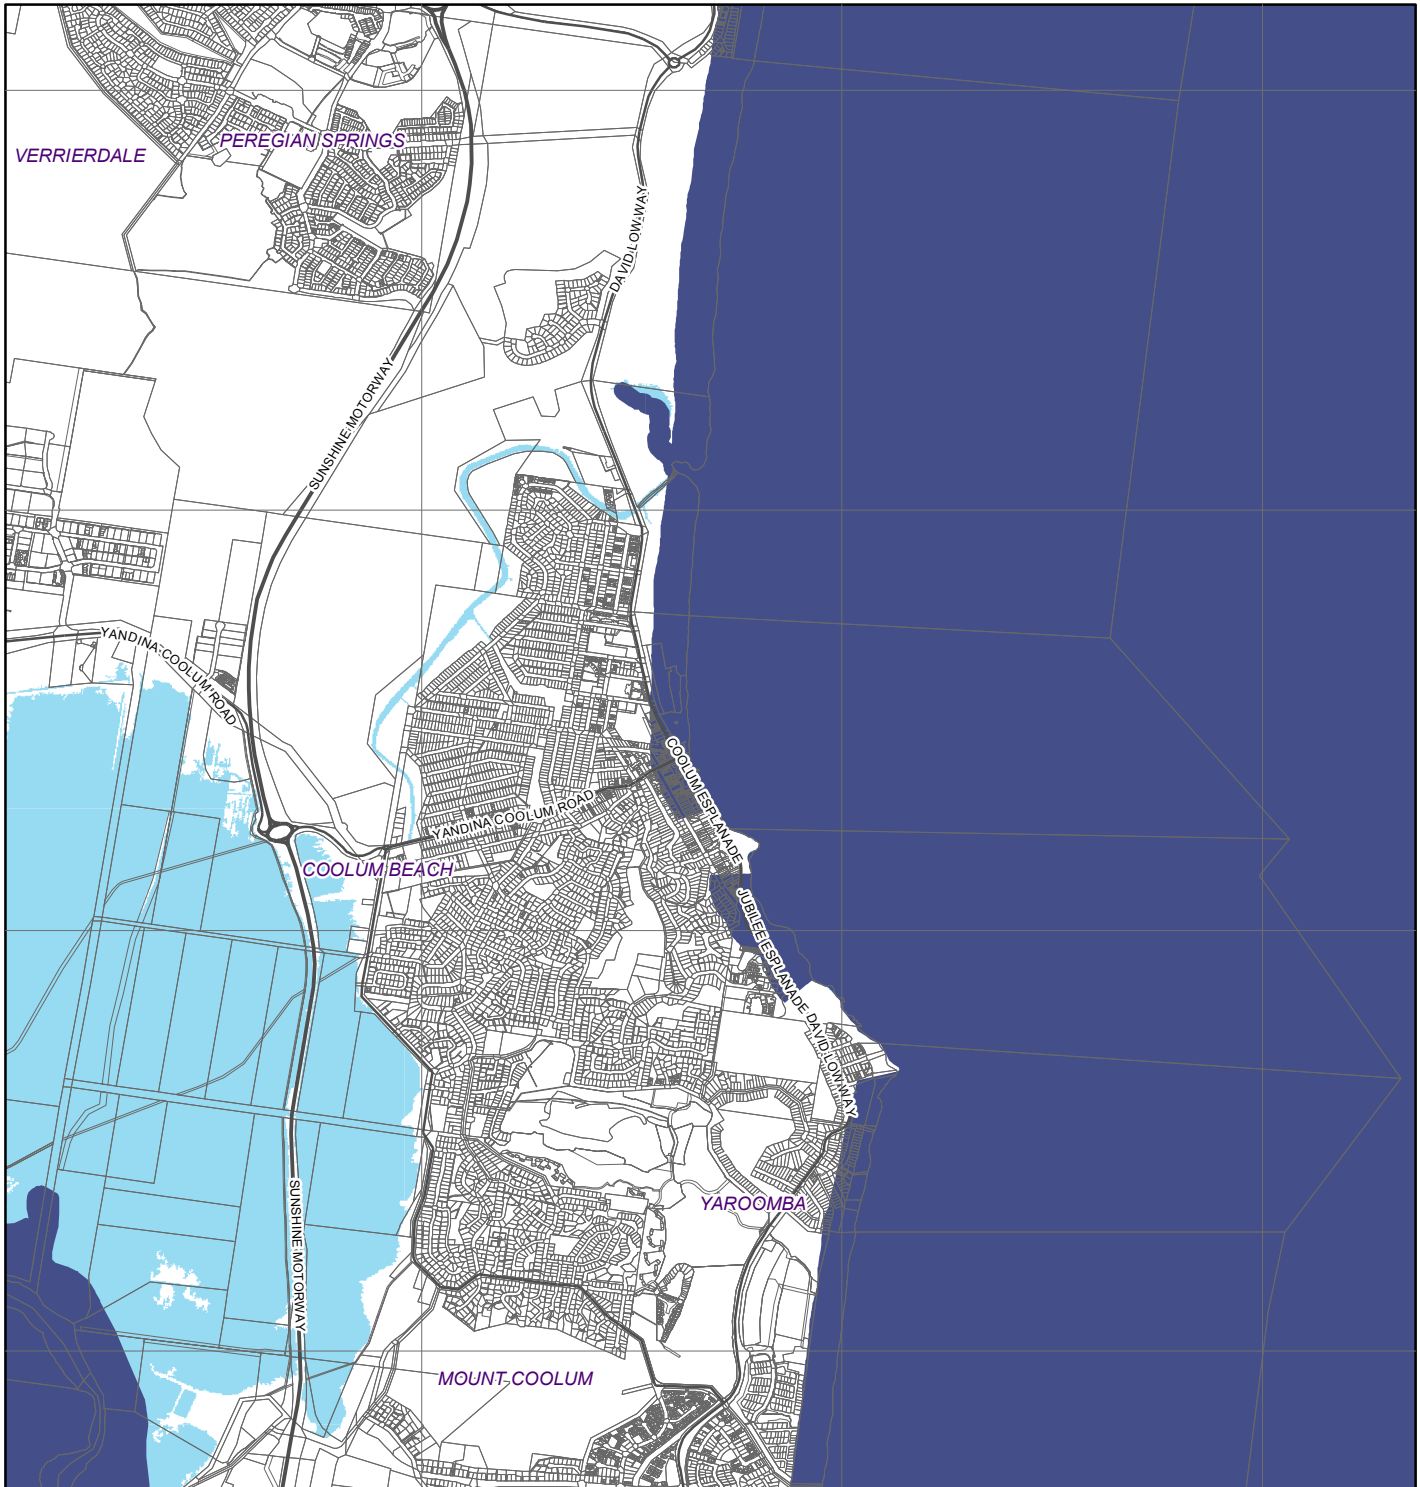 PEREGIAN SPRINGS
VERRIERDALE
DAVID LOW WAY
SUNSHINE MOTORWAY
YANDINA COOLUM ROAD
COOLUM ESPLANADE
YANDINA COOLUM ROAD
COOLUM BEACH
JUBILEE ESPLANADE
DAVID LOW WAY
SUNSHINE MOTORWAY
YAROOMBA
MOUNT COOLUM